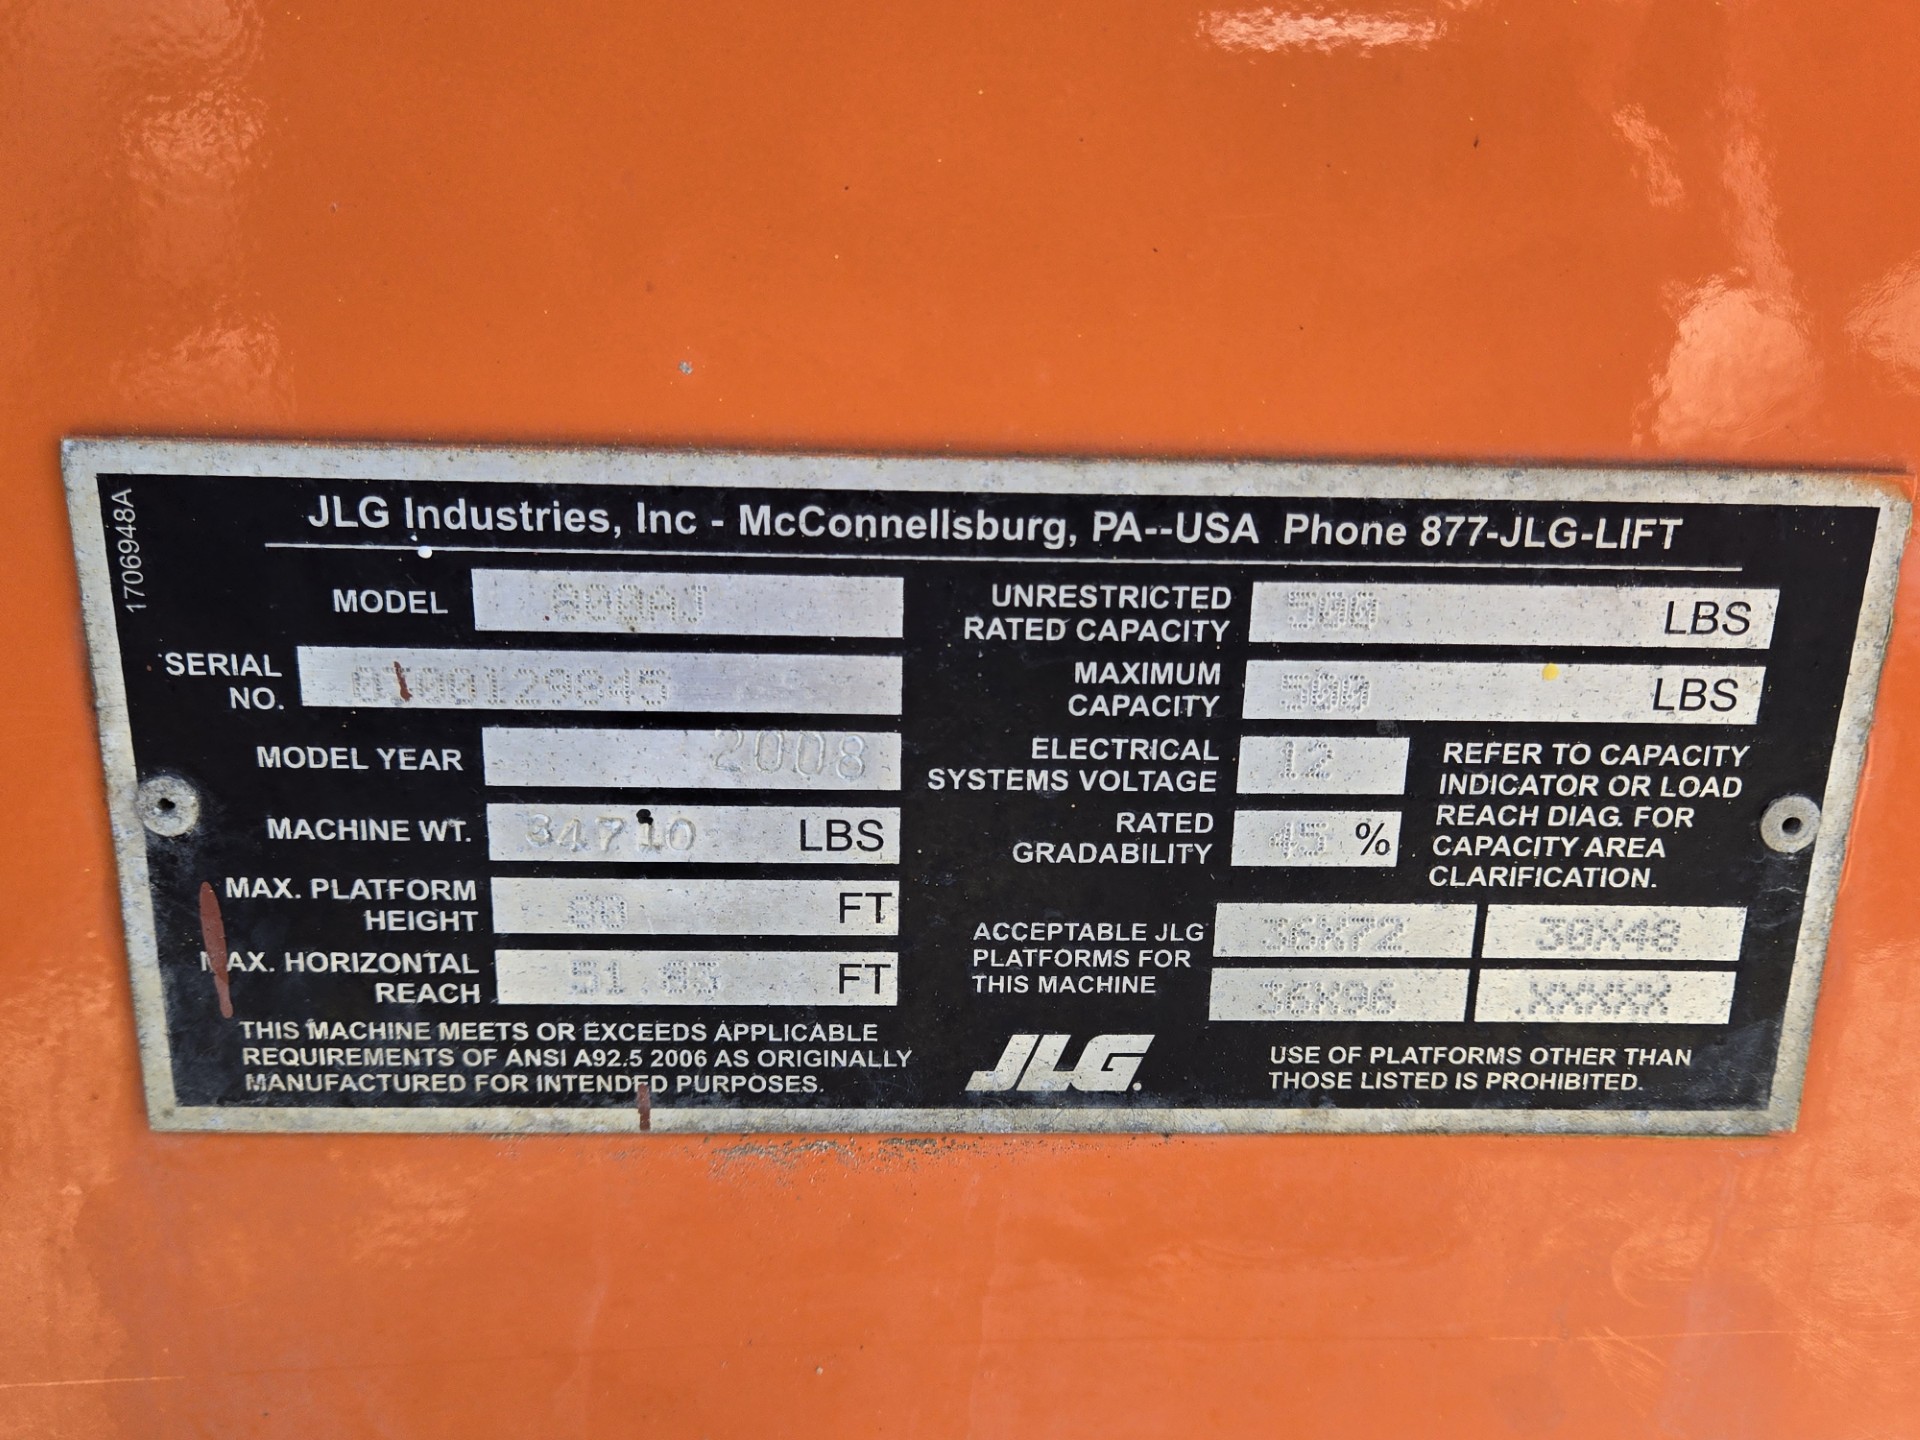 JLG Industries, Inc - McConnellsburg, PA--USA Phone 877-JLG-LIFT
1706948A
MODEL 800AJ
SERIAL NO. 0300129845
MODEL YEAR 2008
MACHINE WT. 34710 LBS
MAX. PLATFORM HEIGHT 80 FT
MAX. HORIZONTAL REACH 51.83 FT
THIS MACHINE MEETS OR EXCEEDS APPLICABLE
REQUIREMENTS OF ANSI A92.5 2006 AS ORIGINALLY
MANUFACTURED FOR INTENDED PURPOSES.
UNRESTRICTED RATED CAPACITY 500 LBS
MAXIMUM CAPACITY 500 LBS
ELECTRICAL SYSTEMS VOLTAGE 12
RATED GRADABILITY 45 %
REFER TO CAPACITY
INDICATOR OR LOAD
REACH DIAG. FOR
CAPACITY AREA
CLARIFICATION.
ACCEPTABLE JLG
PLATFORMS FOR
THIS MACHINE
36X72 30X48
36X96 XXXXX
JLG.
USE OF PLATFORMS OTHER THAN
THOSE LISTED IS PROHIBITED.